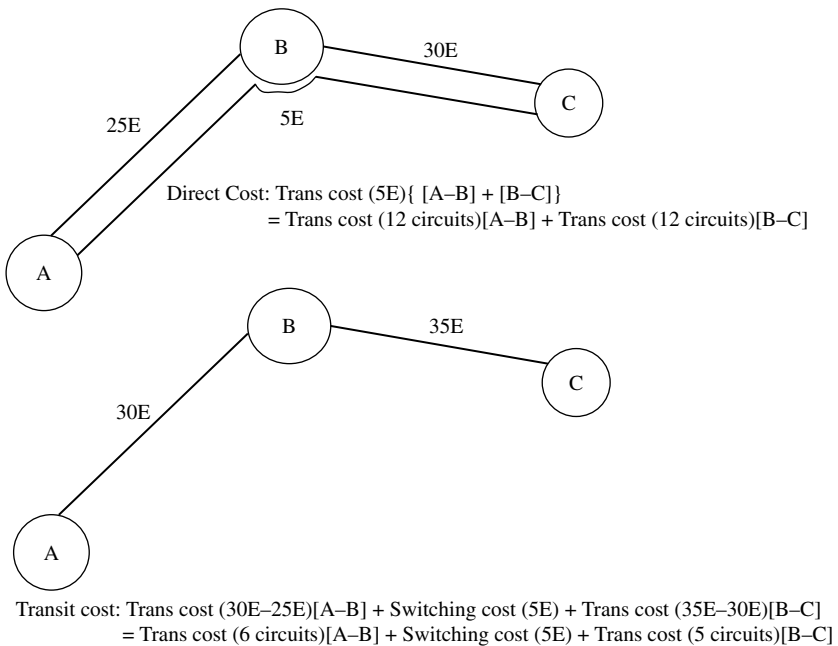 B
30E
C
25E
5E
Direct Cost: Trans cost (5E){ [A–B] + [B–C]}
= Trans cost (12 circuits)[A–B] + Trans cost (12 circuits)[B–C]
A
B
35E
C
30E
A
Transit cost: Trans cost (30E–25E)[A–B] + Switching cost (5E) + Trans cost (35E–30E)[B–C]
= Trans cost (6 circuits)[A–B] + Switching cost (5E) + Trans cost (5 circuits)[B–C]